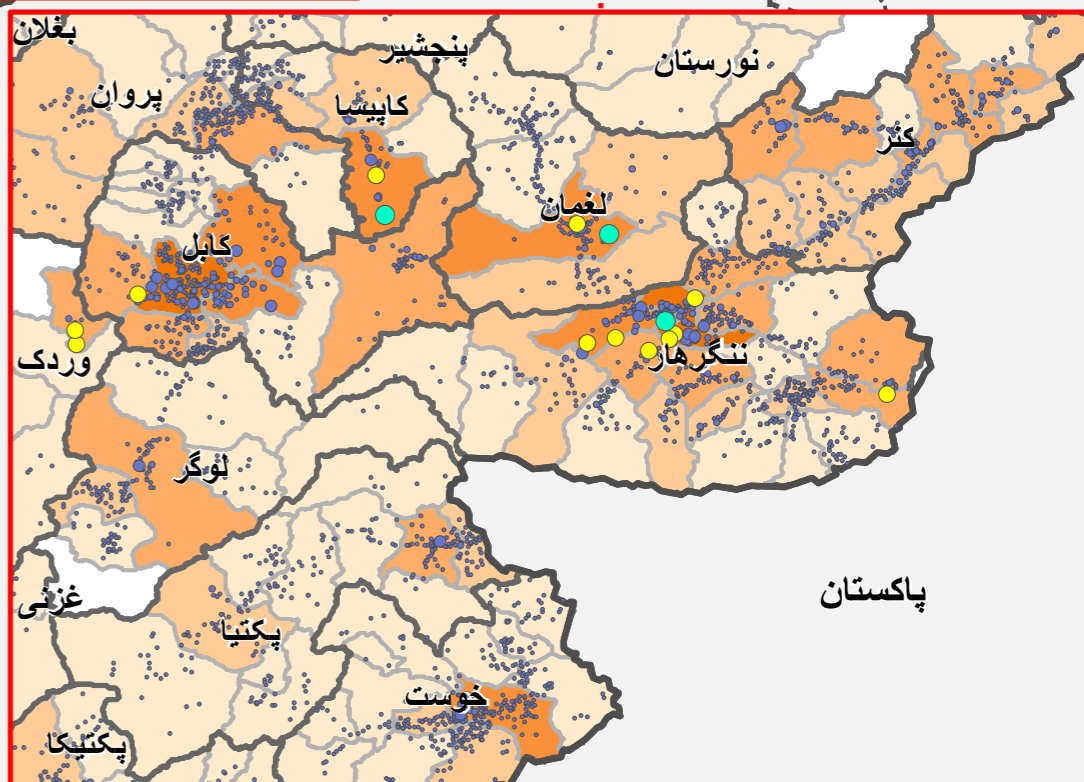 بغلان
پنجشیر
نورستان
پروان
کاپیسا
کنر
لغمان
کابل
ننگرهار
وردک
لوگر
غزنی
پاکستان
پکتیا
خوست
پکتیکا